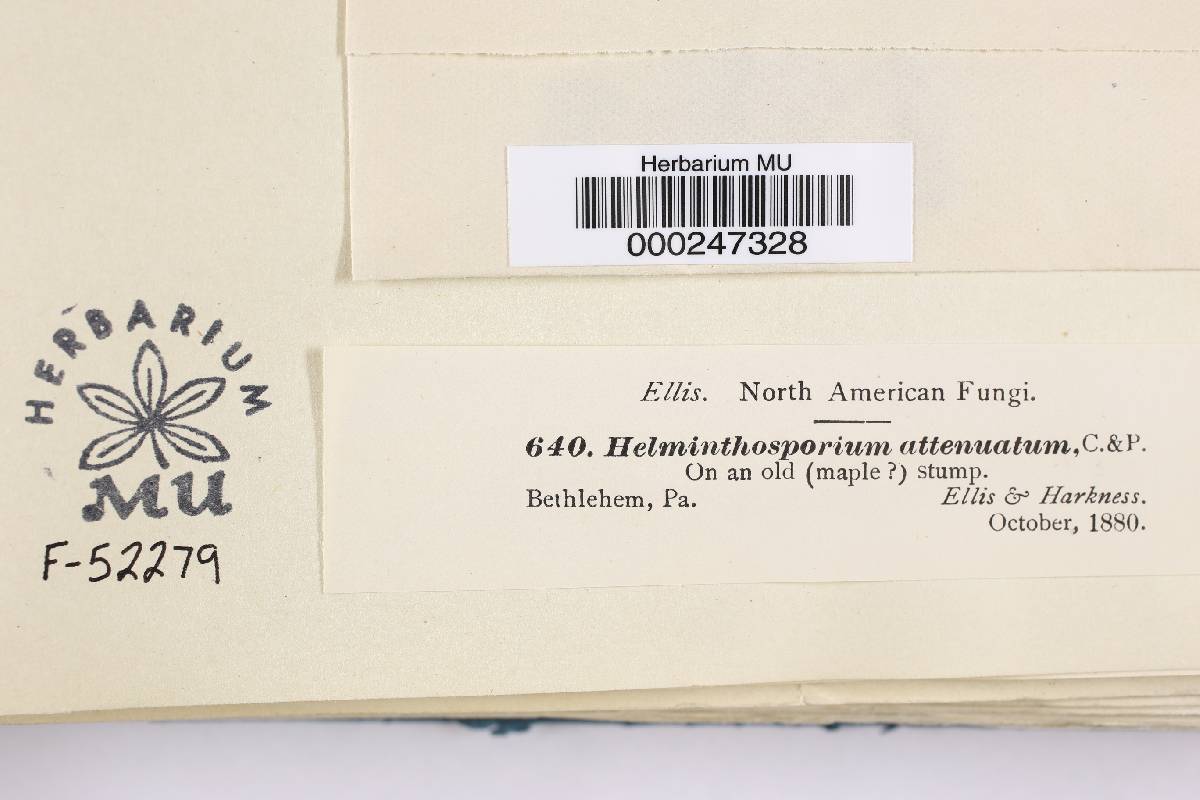 Herbarium MU
000247328
HERBARIUM
MU
F-52279
Ellis. North American Fungi.
640. Helminthosporium attenuatum, C.&P.
On an old (maple?) stump.
Bethlehem, Pa. Ellis & Harkness.
October, 1880.